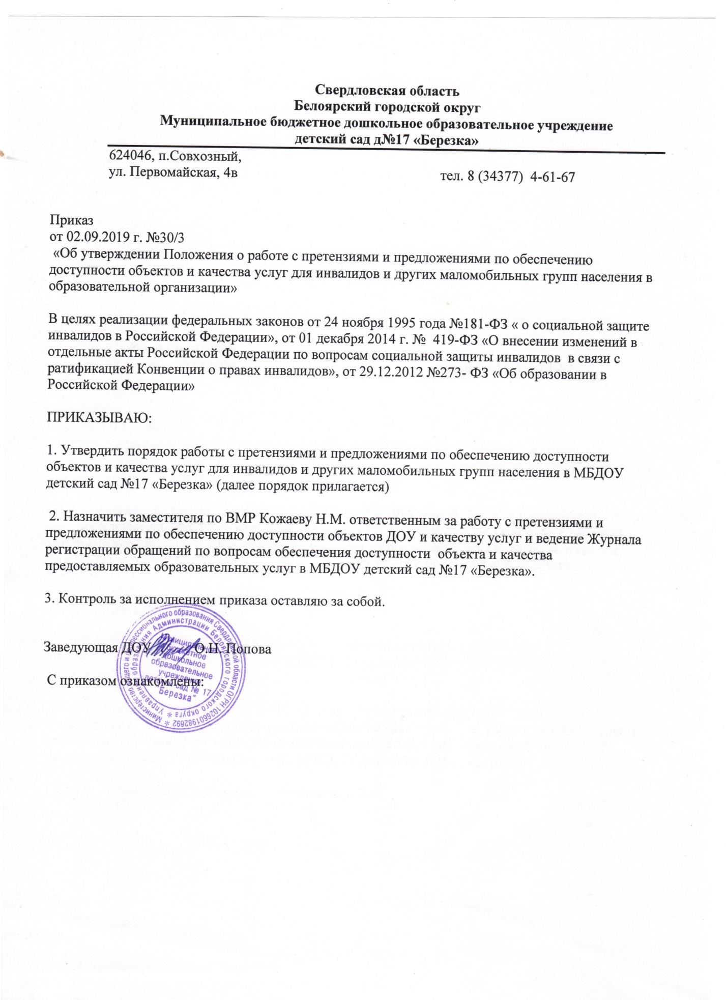 Свердловская область
Белоярский городской округ
Муниципальное бюджетное дошкольное образовательное учреждение
детский сад д№17 «Березка»
624046, п.Совхозный,
ул. Первомайская, 4в
тел. 8 (34377)  4-61-67
Приказ
от 02.09.2019 г. №30/3
«Об утверждении Положения о работе с претензиями и предложениями по обеспечению
доступности объектов и качества услуг для инвалидов и других маломобильных групп населения в
образовательной организации»
В целях реализации федеральных законов от 24 ноября 1995 года №181-ФЗ « о социальной защите
инвалидов в Российской Федерации», от 01 декабря 2014 г. №  419-ФЗ «О внесении изменений в
отдельные акты Российской Федерации по вопросам социальной защиты инвалидов  в связи с
ратификацией Конвенции о правах инвалидов», от 29.12.2012 №273- ФЗ «Об образовании в
Российской Федерации»
ПРИКАЗЫВАЮ:
1. Утвердить порядок работы с претензиями и предложениями по обеспечению доступности
объектов и качества услуг для инвалидов и других маломобильных групп населения в МБДОУ
детский сад №17 «Березка» (далее порядок прилагается)
2. Назначить заместителя по ВМР Кожаеву Н.М. ответственным за работу с претензиями и
предложениями по обеспечению доступности объектов ДОУ и качеству услуг и ведение Журнала
регистрации обращений по вопросам обеспечения доступности  объекта и качества
предоставляемых образовательных услуг в МБДОУ детский сад №17 «Березка».
3. Контроль за исполнением приказа оставляю за собой.
Заведующая ДОУ О.Н. Попова
С приказом ознакомлены:
Министерство общего и профессионального образования Свердловской области ОГРН 1026601982692
Управление образования Администрации Белоярского городского округа
Муниципальное
бюджетное
дошкольное
образовательное
учреждение
детский сад № 17
"Березка"